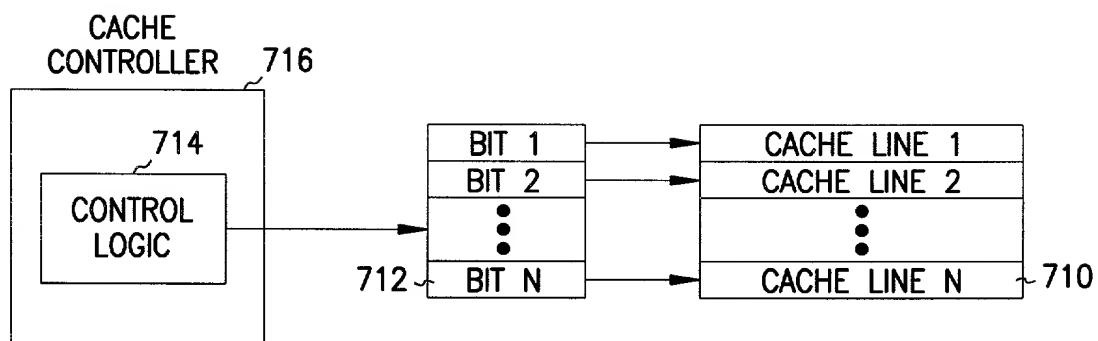 CACHE
CONTROLLER
716
714
CONTROL
LOGIC
BIT 1
BIT 2
712
BIT N
CACHE LINE 1
CACHE LINE 2
CACHE LINE N
710